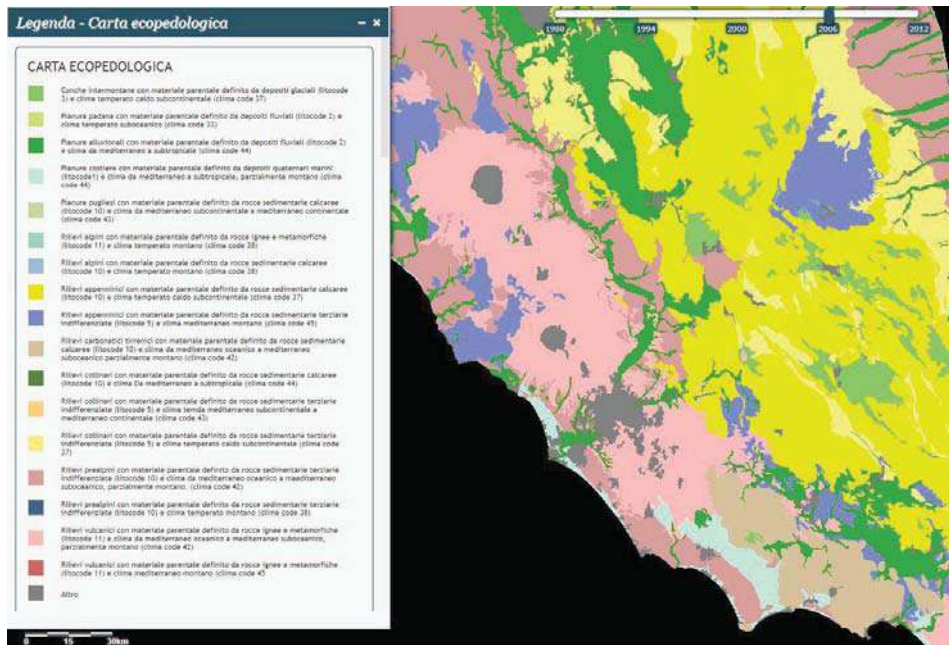 Legenda - Carta ecopedologica
1990
1994
2000
2006
2012
CARTA ECOPEDOLOGICA
Conche intermontane con materiale parentale definito da depositi glaciali (litocode
3) e clima temperato caldo subcontinentale (clima code 37)
Pianura padana con materiale parentale definito da depositi fluviali (litocode 2) e
clima temperato suboceanico (clima code 33)
Pianure alluvionali con materiale parentale definito da depositi fluviali (litocode 2)
e clima da mediterraneo a subtropicale (clima code 44)
Pianure costiere con materiale parentale definito da depositi quaternari marini
(litocode1) e clima da mediterraneo a subtropicale, parzialmente montano (clima
code 44)
Pianure pugliesi con materiale parentale definito da rocce sedimentarie calcaree
(litocode 10) e clima da mediterraneo subcontinentale a mediterraneo continentale
(clima code 43)
Rilievi alpini con materiale parentale definito da rocce ignee e metamorfiche
(litocode 11) e clima temperato montano (clima code 38)
Rilievi alpini con materiale parentale definito da rocce sedimentarie calcaree
(litocode 10) e clima temperato montano (clima code 38)
Rilievi appenninici con materiale parentale definito da rocce sedimentarie calcaree
(litocode 10) e clima temperato caldo subcontinentale (clima code 37)
Rilievi appenninici con materiale parentale definito da rocce sedimentarie terziarie
indifferenziate (litocode 5) e clima mediterraneo montano (clima code 45)
Rilievi carbonatici tirrenici con materiale parentale definito da rocce sedimentarie
calcaree (litocode 10) e clima da mediterraneo oceanico a mediterraneo
suboceanico parzialmente montano (clima code 42)
Rilievi collinari con materiale parentale definito da rocce sedimentarie calcaree
(litocode 10) e clima Da mediterraneo a subtropicale (clima code 44)
Rilievi collinari con materiale parentale definito da rocce sedimentarie terziarie
indifferenziate (litocode 5) e clima temda mediterraneo subcontinentale a
mediterraneo continentale (clima code 43)
Rilievi collinari con materiale parentale definito da rocce sedimentarie terziarie
indifferenziate (litocode 5) e clima temperato caldo subcontinentale (clima code
37)
Rilievi prealpini con materiale parentale definito da rocce sedimentarie terziarie
indifferenziate (litocode 10) e clima da mediterraneo oceanico a maediterraneo
suboceanico, parzialmente montano. (clima code 42)
Rilievi prealpini con materiale parentale definito da rocce sedimentarie terziarie
indifferenziate (litocode 10) e clima temperato montano (clima code 38)
Rilievi vulcanici con materiale parentale definito da rocce ignee e metamorfiche
(litocode 11) e clima da mediterraneo oceanico a mediterraneo suboceanico,
parzialmente montano (clima code 42)
Rilievi vulcanici con materiale parentale definito da rocce ignee e metamorfiche
(litocode 11) e clima mediterraneo montano (clima code 45
Altro
0 15 30km